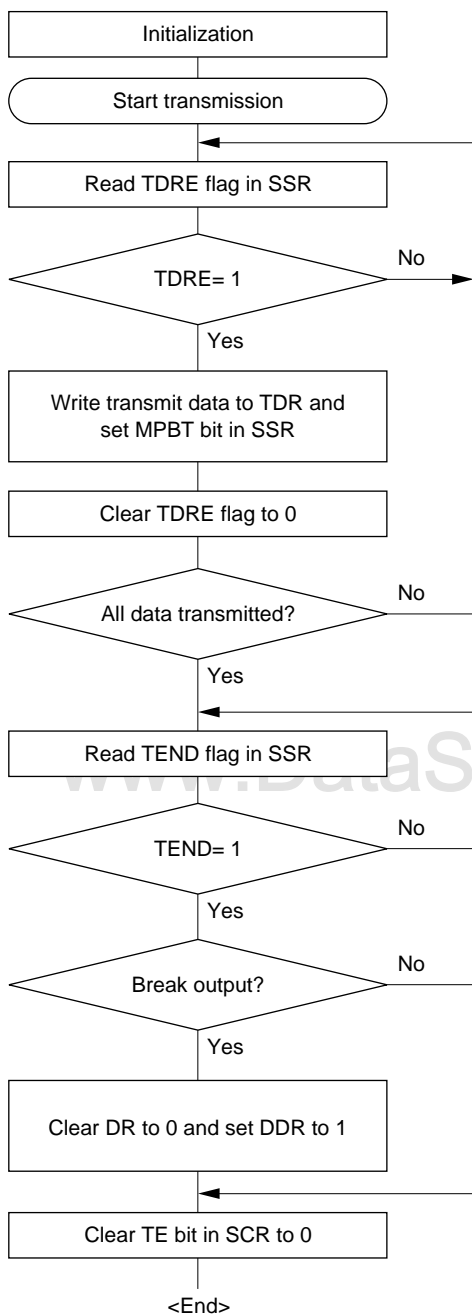 Initialization
Start transmission
Read TDRE flag in SSR
TDRE= 1
No
Yes
Write transmit data to TDR and
set MPBT bit in SSR
Clear TDRE flag to 0
All data transmitted?
No
Yes
Read TEND flag in SSR
www.DataS
TEND= 1
No
Yes
Break output?
No
Yes
Clear DR to 0 and set DDR to 1
Clear TE bit in SCR to 0
<End>